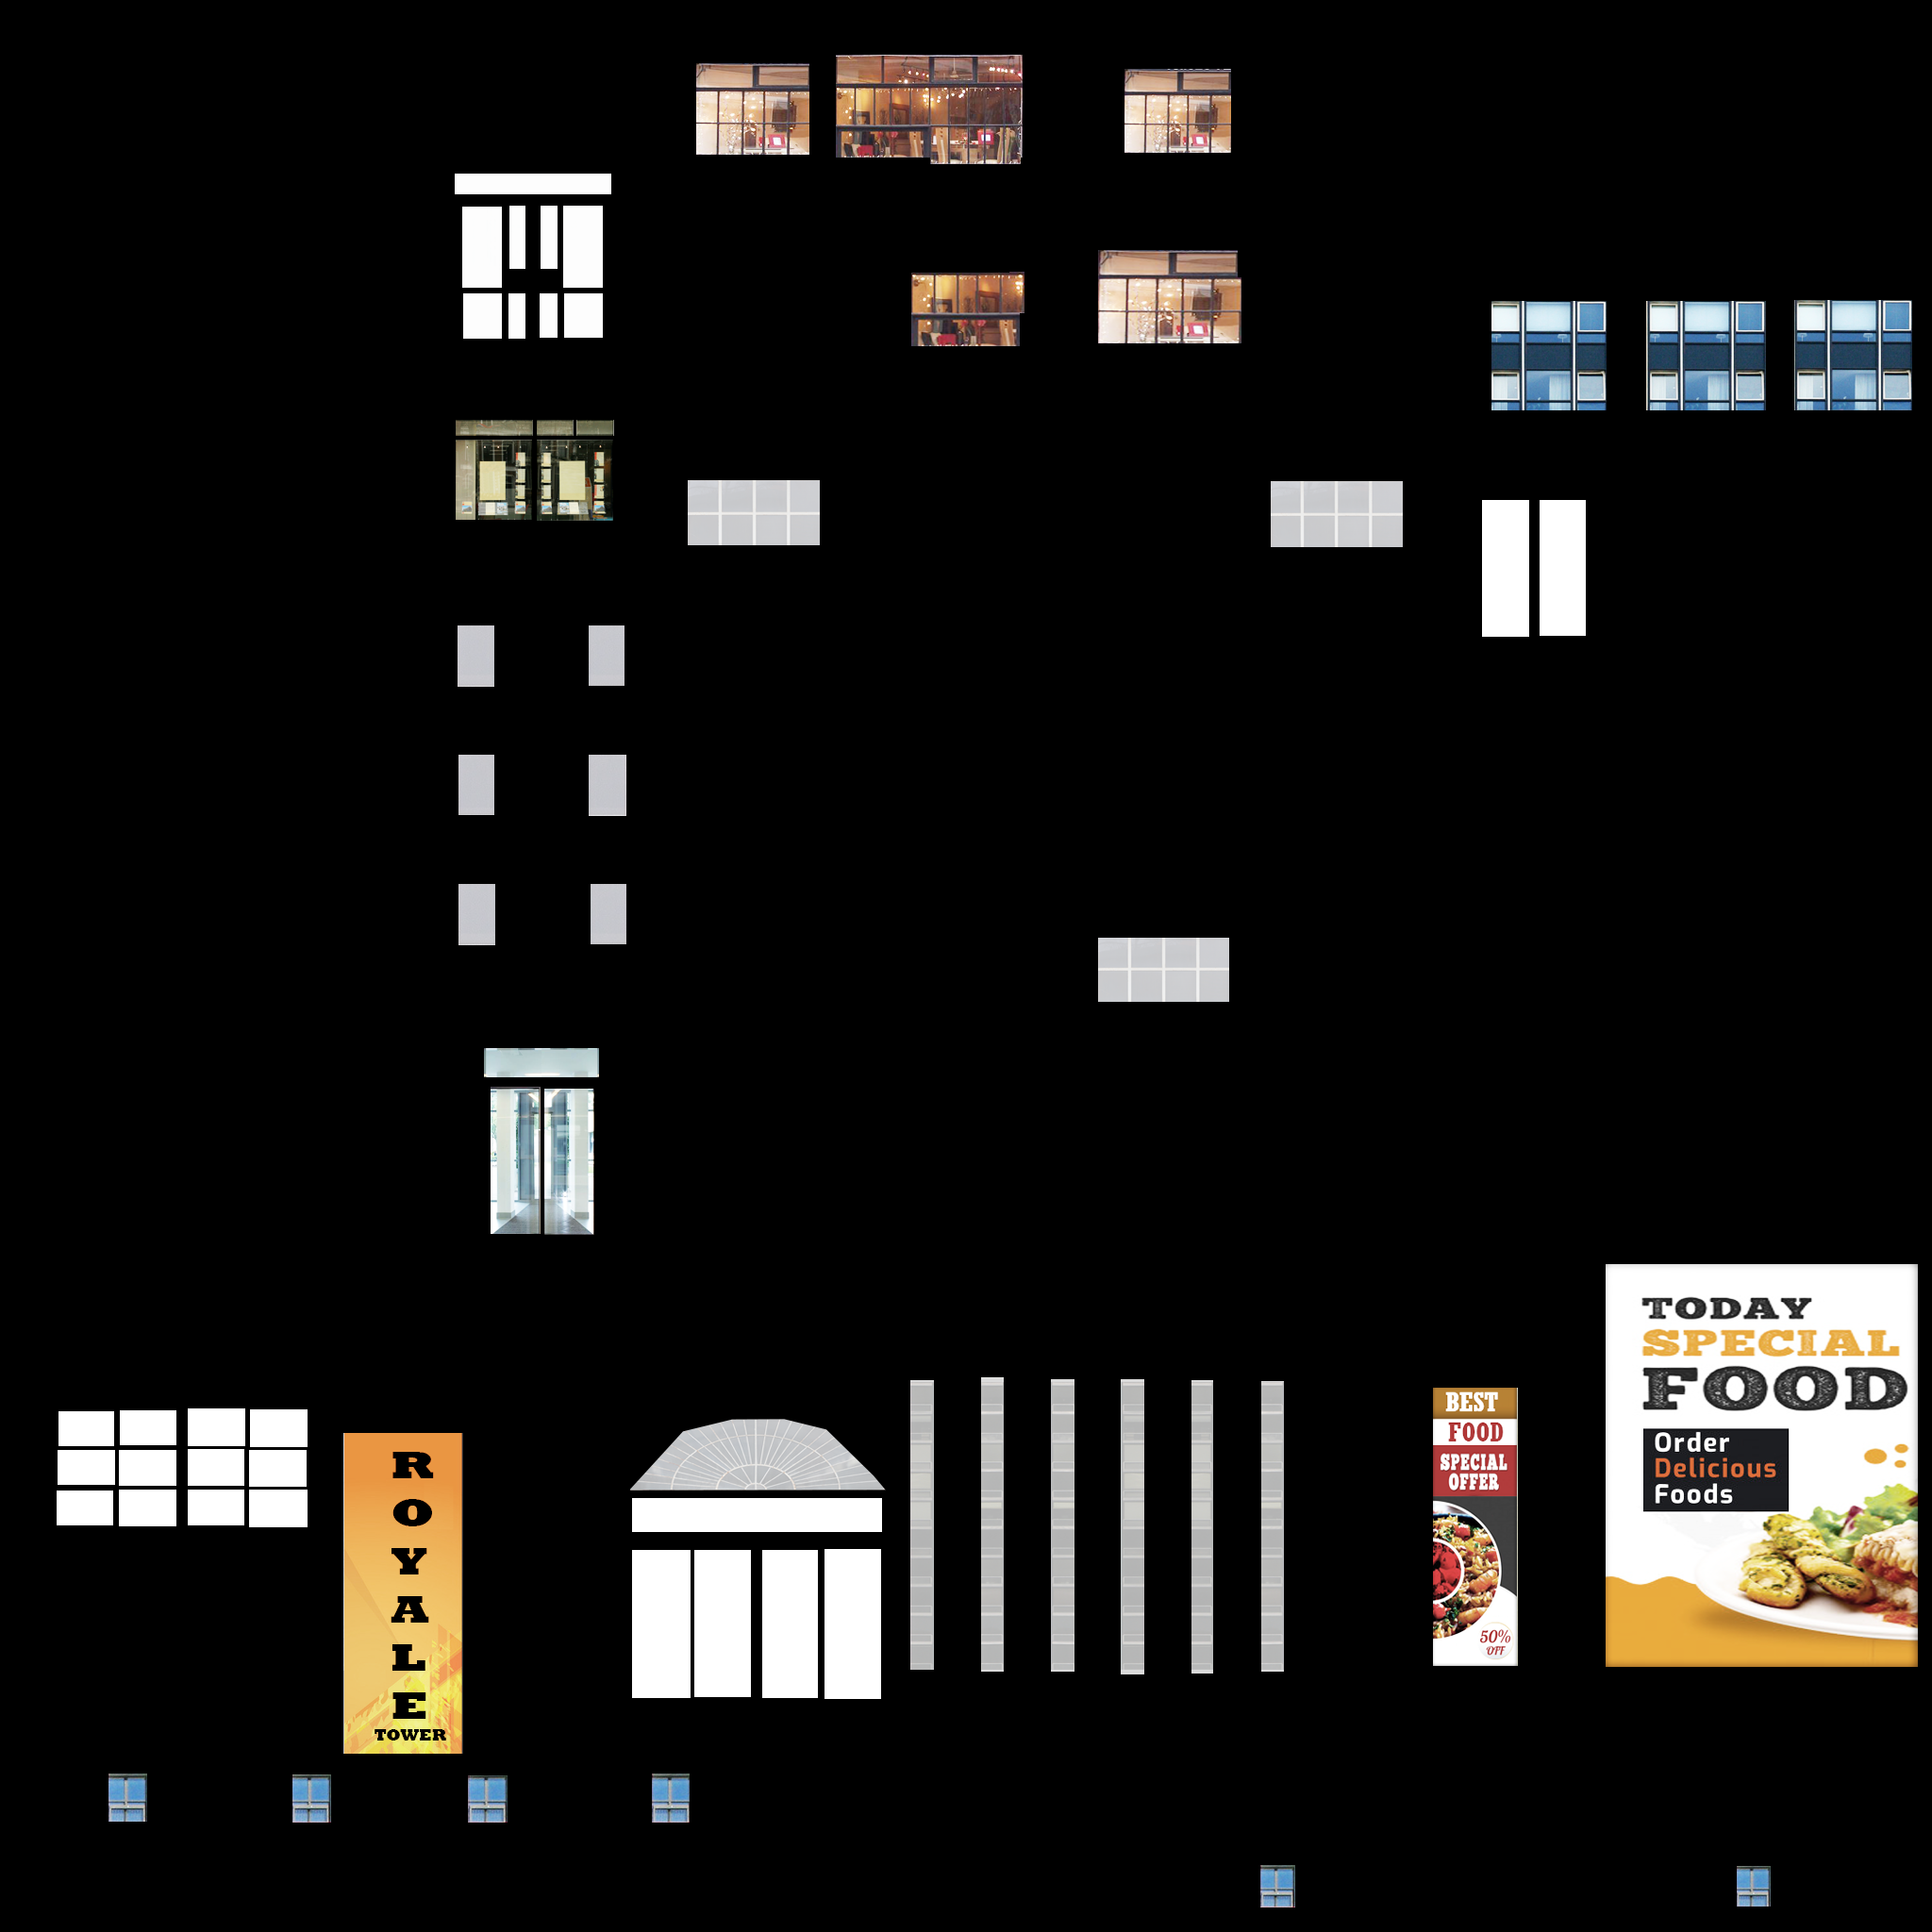 R
O
Y
A
L
E
TOWER
BEST
FOOD
SPECIAL
OFFER
50%
OFF
TODAY
SPECIAL
FOOD
Order
Delicious
Foods